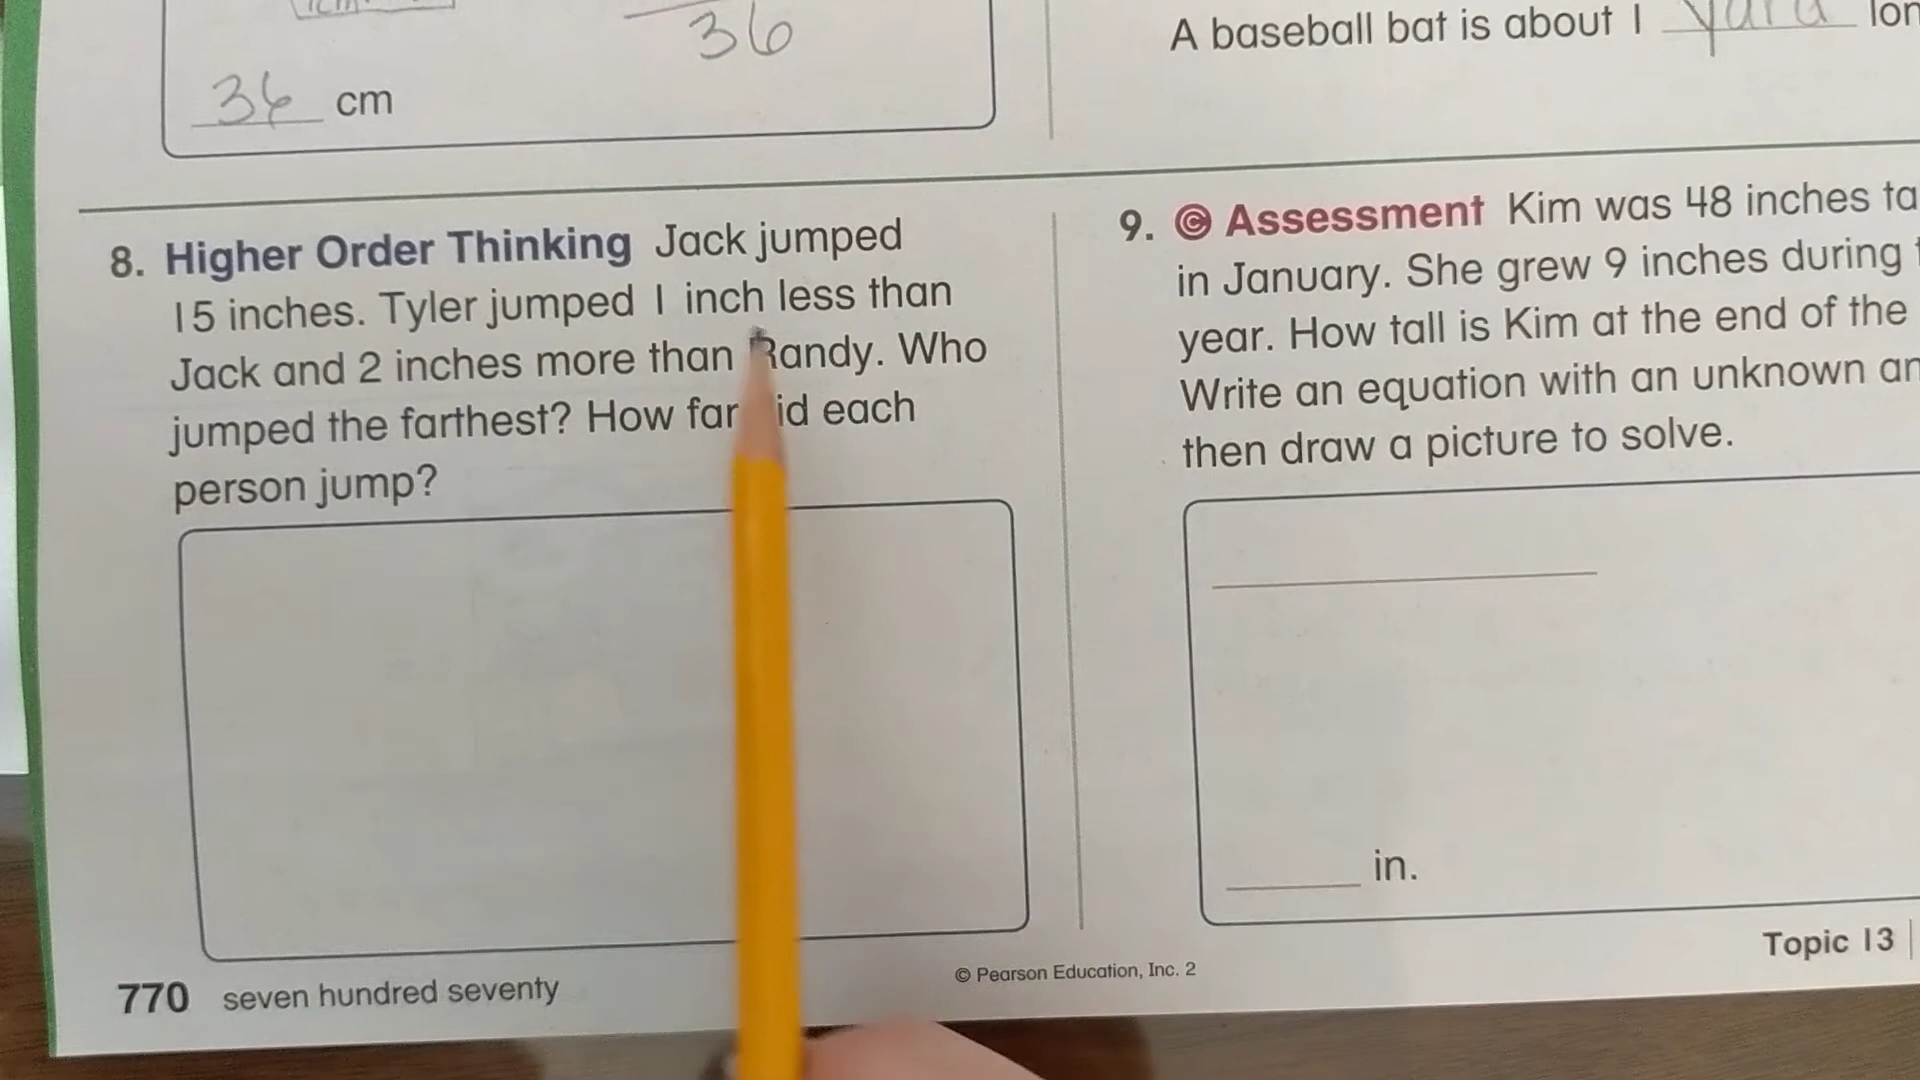 36
36 cm
A baseball bat is about 1 yard
8. Higher Order Thinking Jack jumped
15 inches. Tyler jumped 1 inch less than
Jack and 2 inches more than Randy. Who
jumped the farthest? How far did each
person jump?
9. © Assessment Kim was 48 inches
in January. She grew 9 inches during
year. How tall is Kim at the end of the
Write an equation with an unknown
then draw a picture to solve.
in.
Topic 13
770 seven hundred seventy
© Pearson Education, Inc. 2